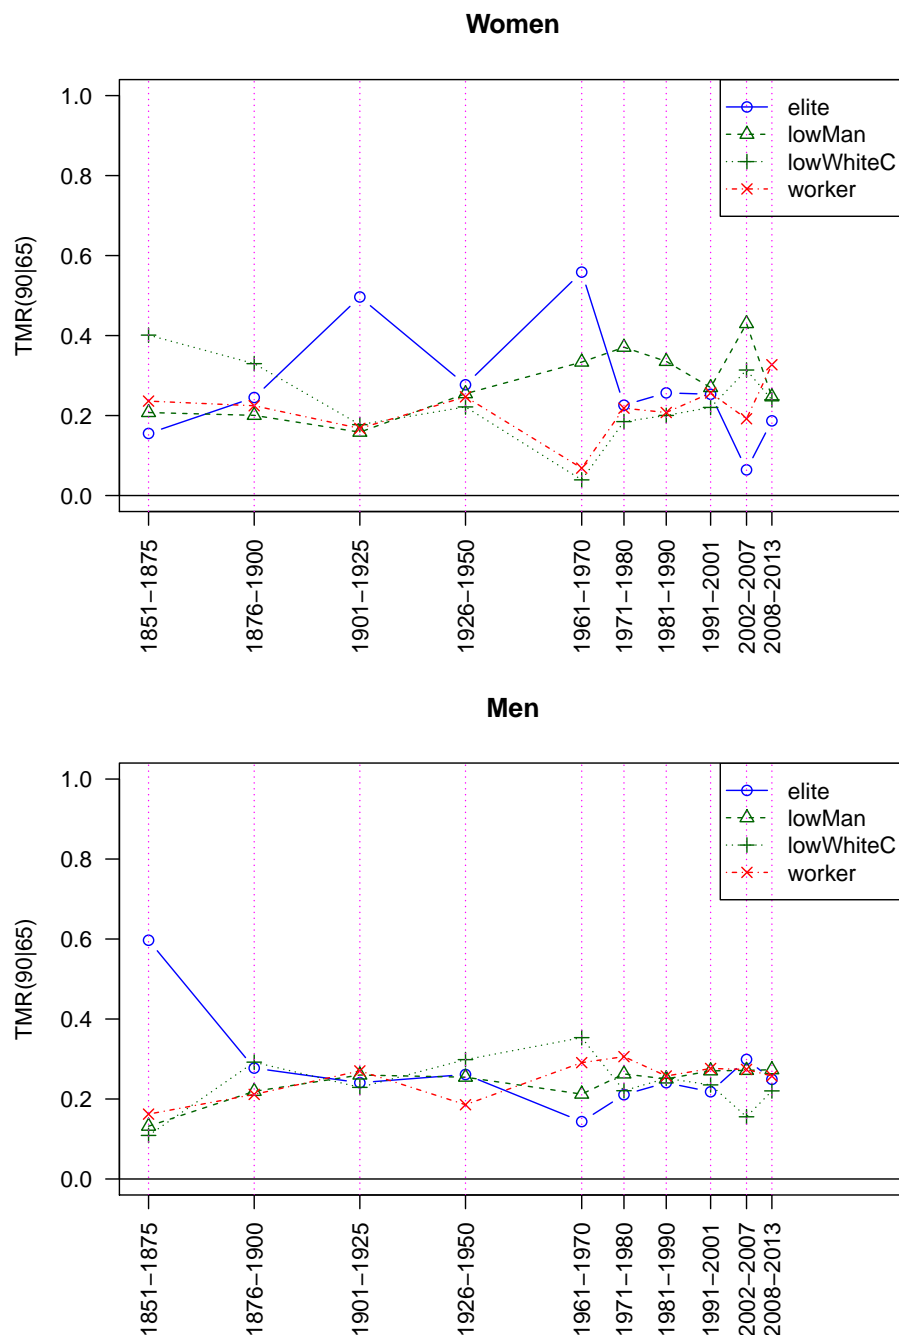 Women
TMR(90|65)
1.0
0.8
0.6
0.4
0.2
0.0
elite
lowMan
lowWhiteC
worker
1851−1875
1876−1900
1901−1925
1926−1950
1961−1970
1971−1980
1981−1990
1991−2001
2002−2007
2008−2013
Men
TMR(90|65)
1.0
0.8
0.6
0.4
0.2
0.0
elite
lowMan
lowWhiteC
worker
1851−1875
1876−1900
1901−1925
1926−1950
1961−1970
1971−1980
1981−1990
1991−2001
2002−2007
2008−2013